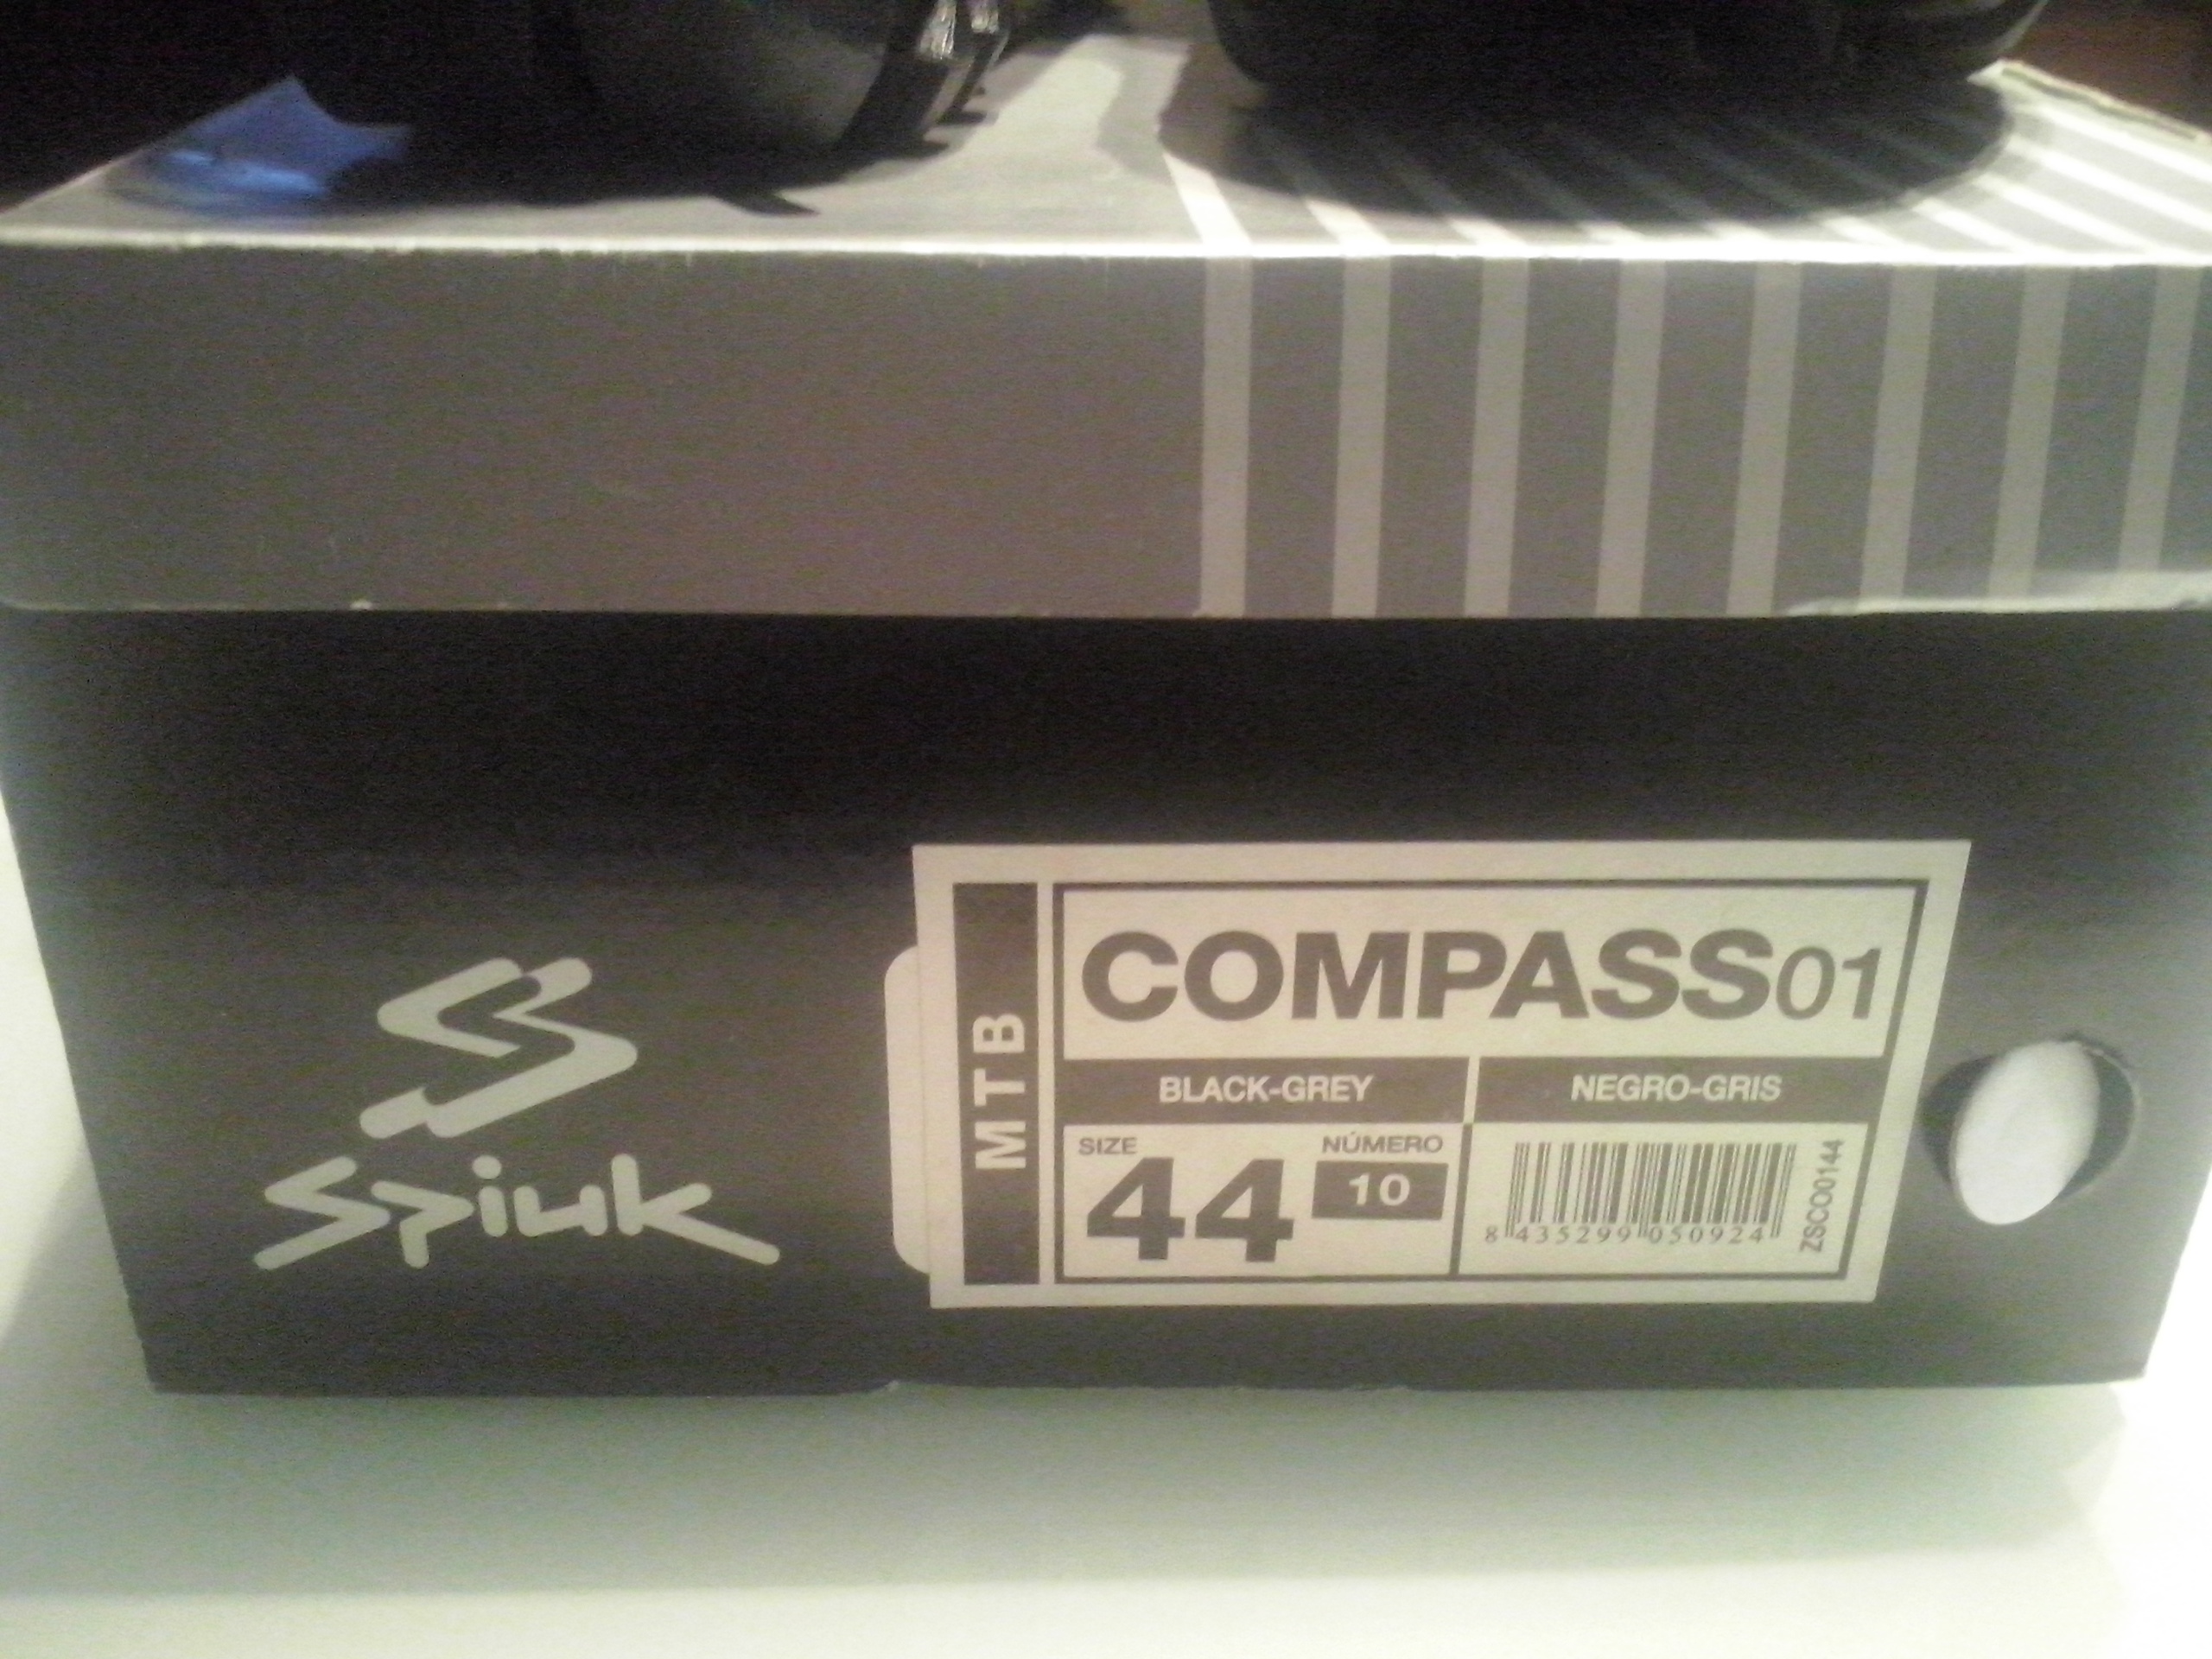 Spiuk
MTB
COMPASS01
BLACK-GREY NEGRO-GRIS
SIZE NÚMERO
44 10
8 435299 050924
ZSCO0144